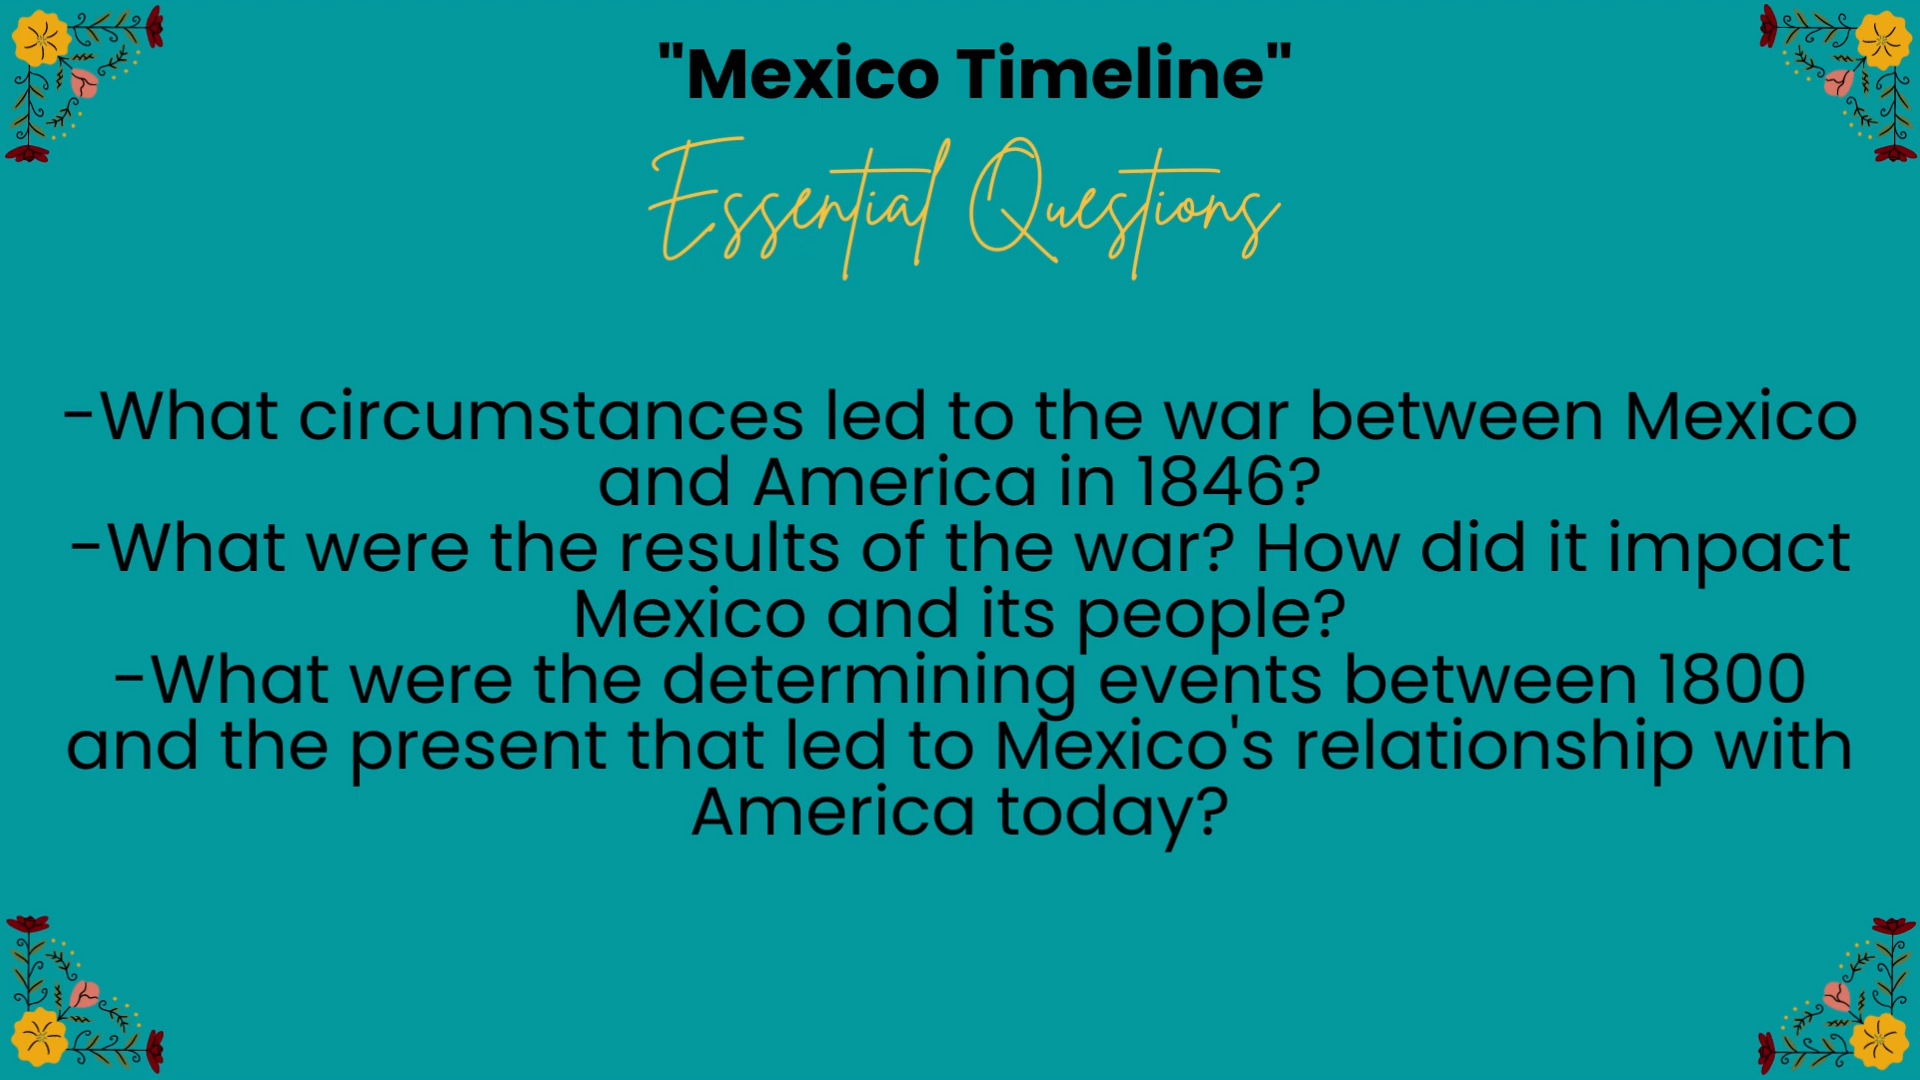 "Mexico Timeline"
Essential Questions
-What circumstances led to the war between Mexico
and America in 1846?
-What were the results of the war? How did it impact
Mexico and its people?
-What were the determining events between 1800
and the present that led to Mexico's relationship with
America today?